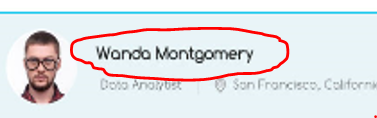 Wanda Montgomery
Data Analyst
San Francisco, California